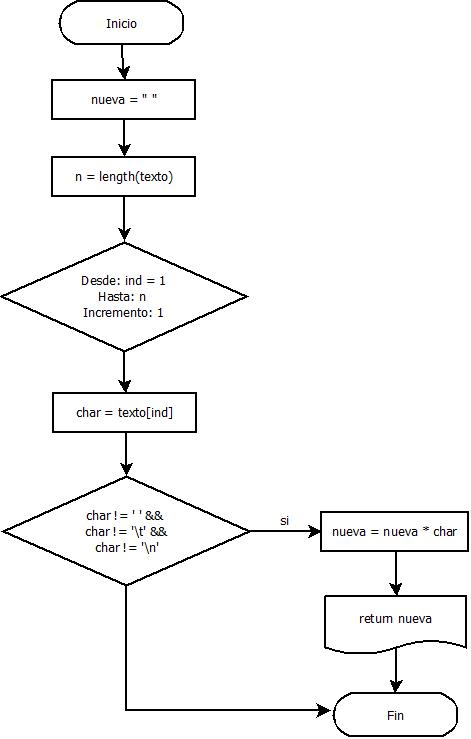 Inicio
nueva = " "
n = length(texto)
Desde: ind = 1
Hasta: n
Incremento: 1
char = texto[ind]
char != ' ' &&
char != '\t' &&
char != '\n'
si
nueva = nueva * char
return nueva
Fin